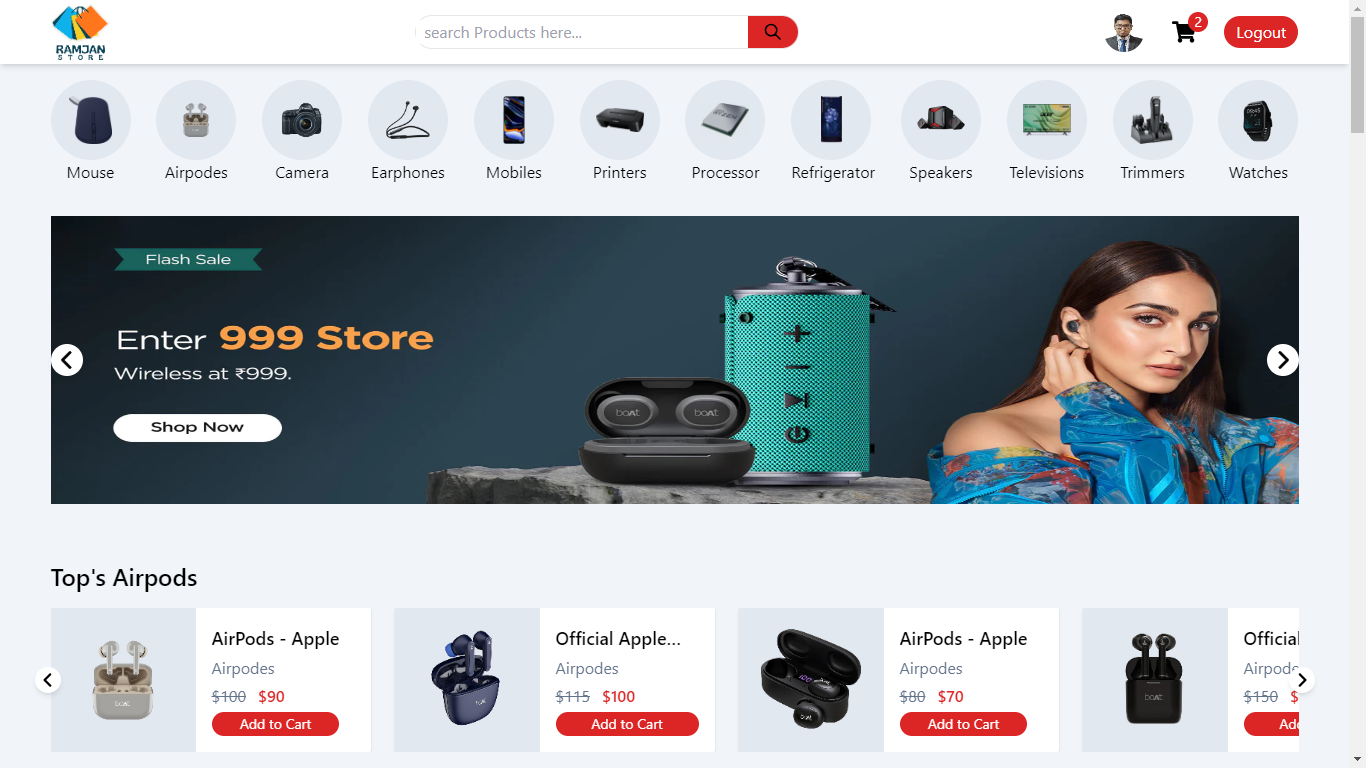 RAMJAN
STORE
search Products here...
2
Logout
Mouse
Airpodes
Camera
Earphones
Mobiles
Printers
Processor
Refrigerator
Speakers
Televisions
Trimmers
Watches
Flash Sale
Enter 999 Store
Wireless at ₹999.
Shop Now
boAt
boAt
Top's Airpods
AirPods - Apple
Airpodes
$100 $90
Add to Cart
Official Apple...
Airpodes
$115 $100
Add to Cart
AirPods - Apple
Airpodes
$80 $70
Add to Cart
Official
Airpode
$150 $
Add